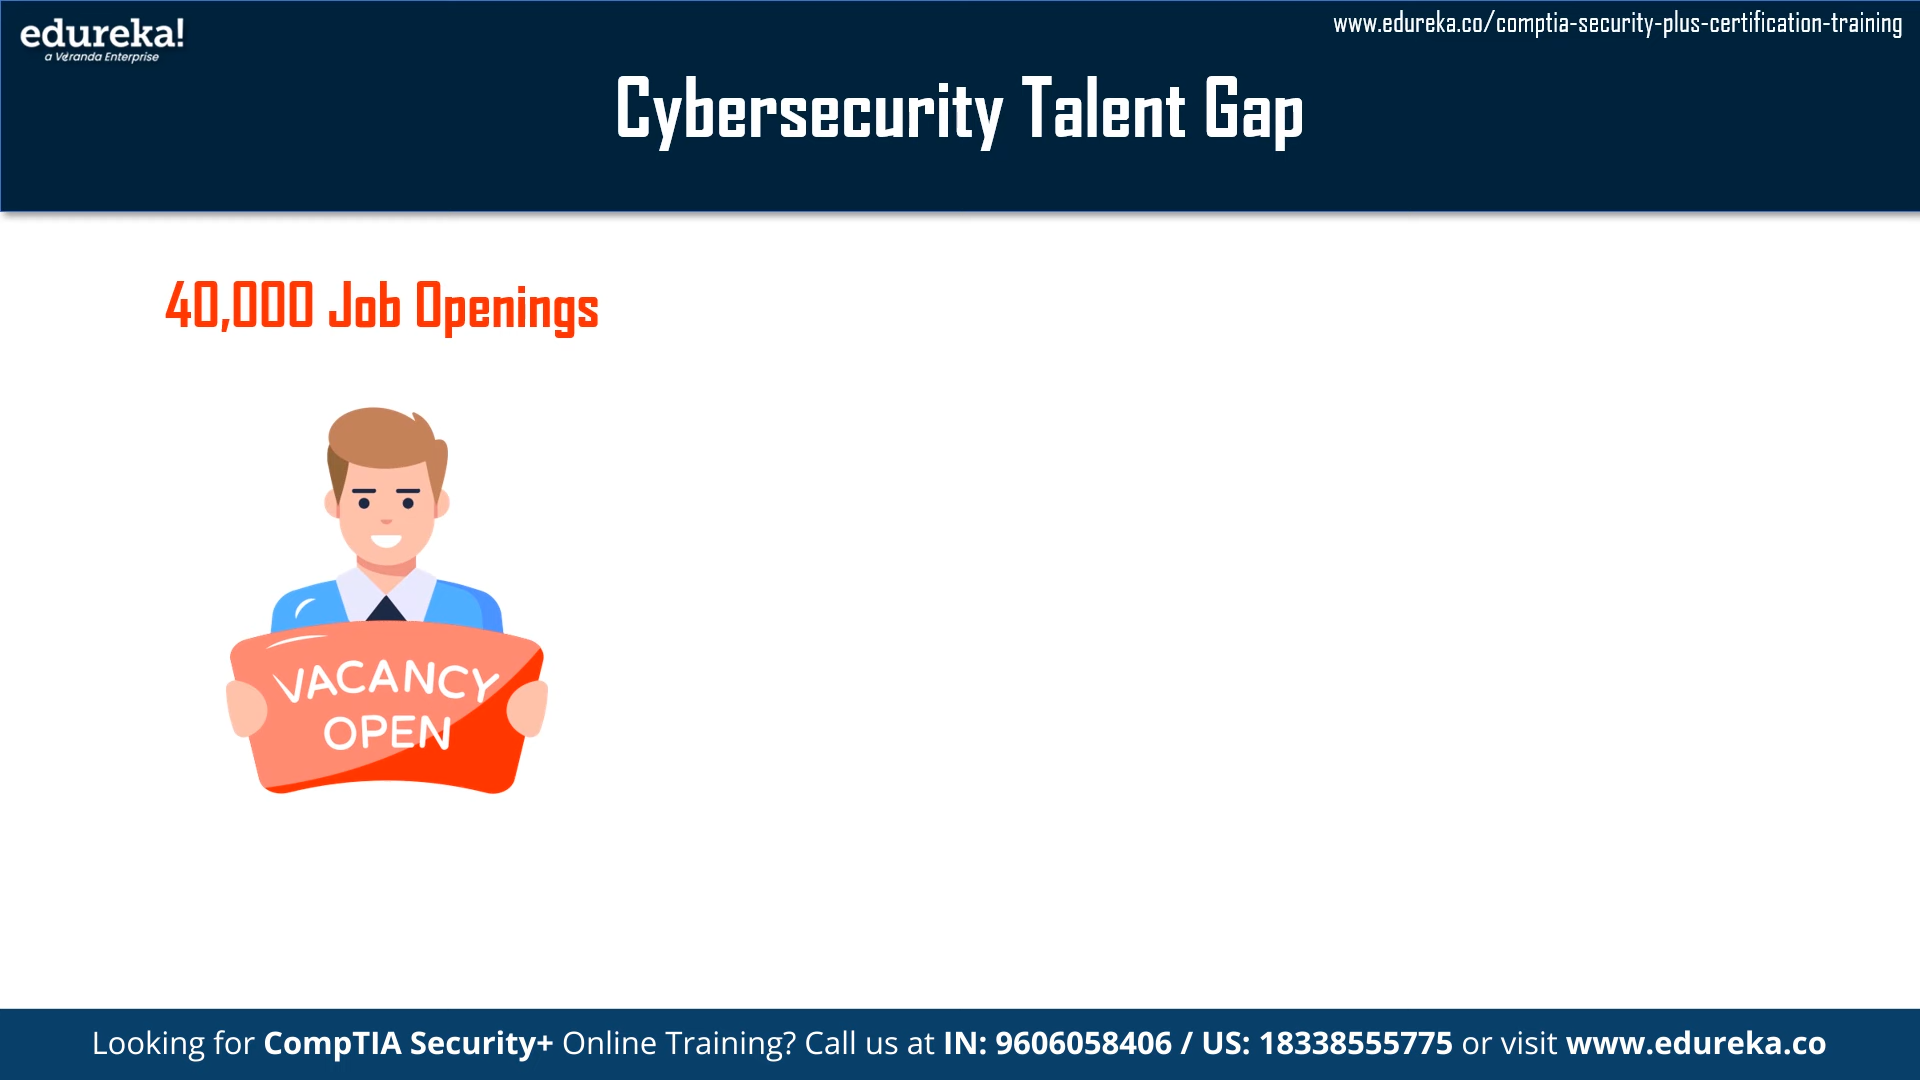 edureka!
a Veranda Enterprise
www.edureka.co/comptia-security-plus-certification-training
Cybersecurity Talent Gap
40,000 Job Openings
VACANCY
OPEN
Looking for CompTIA Security+ Online Training? Call us at IN: 9606058406 / US: 18338555775 or visit www.edureka.co